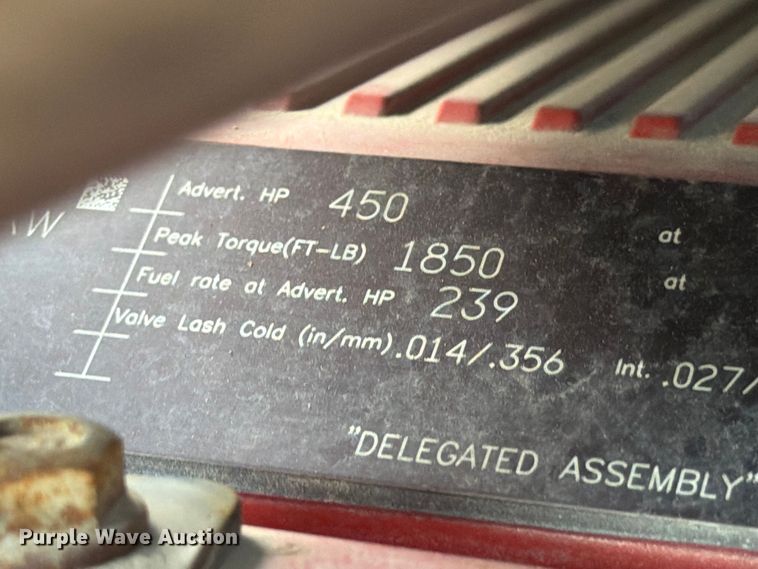 Advert. HP 450 at
Peak Torque(FT-LB) 1850 at
Fuel rate at Advert. HP 239
Valve Lash Cold (in/mm) .014/.356 Int. .027/
"DELEGATED ASSEMBLY"
Purple Wave Auction